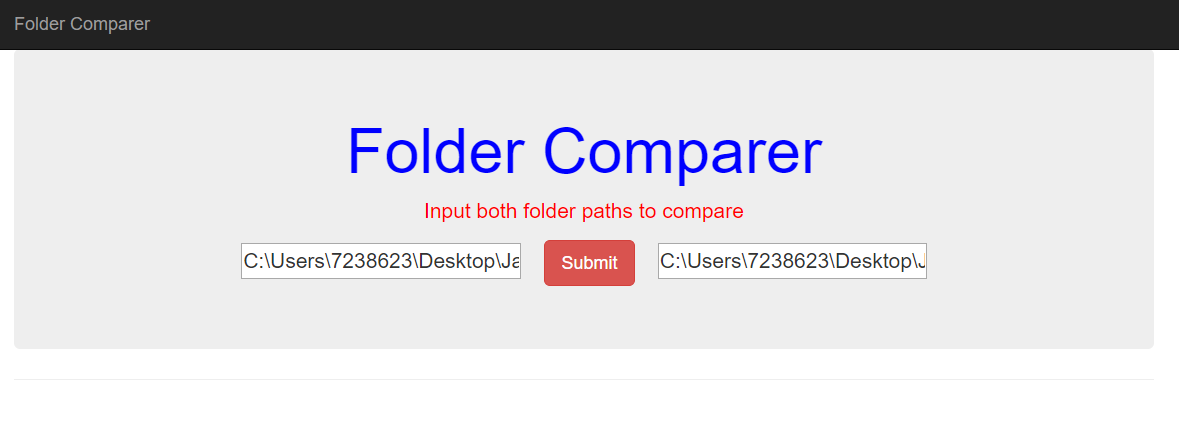 Folder Comparer
Folder Comparer
Input both folder paths to compare
C:\Users\7238623\Desktop\Ja Submit C:\Users\7238623\Desktop\J